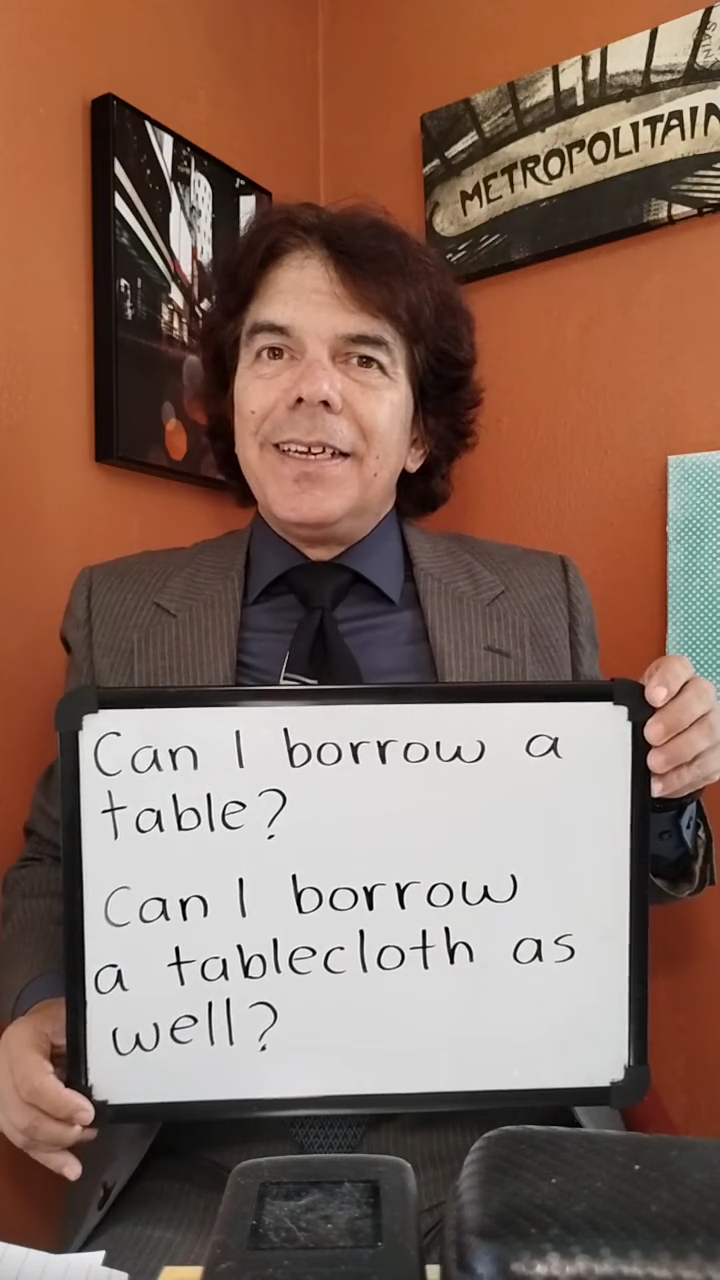 METROPOLITAIN
Can I borrow a
table?
Can I borrow
a tablecloth as
well?